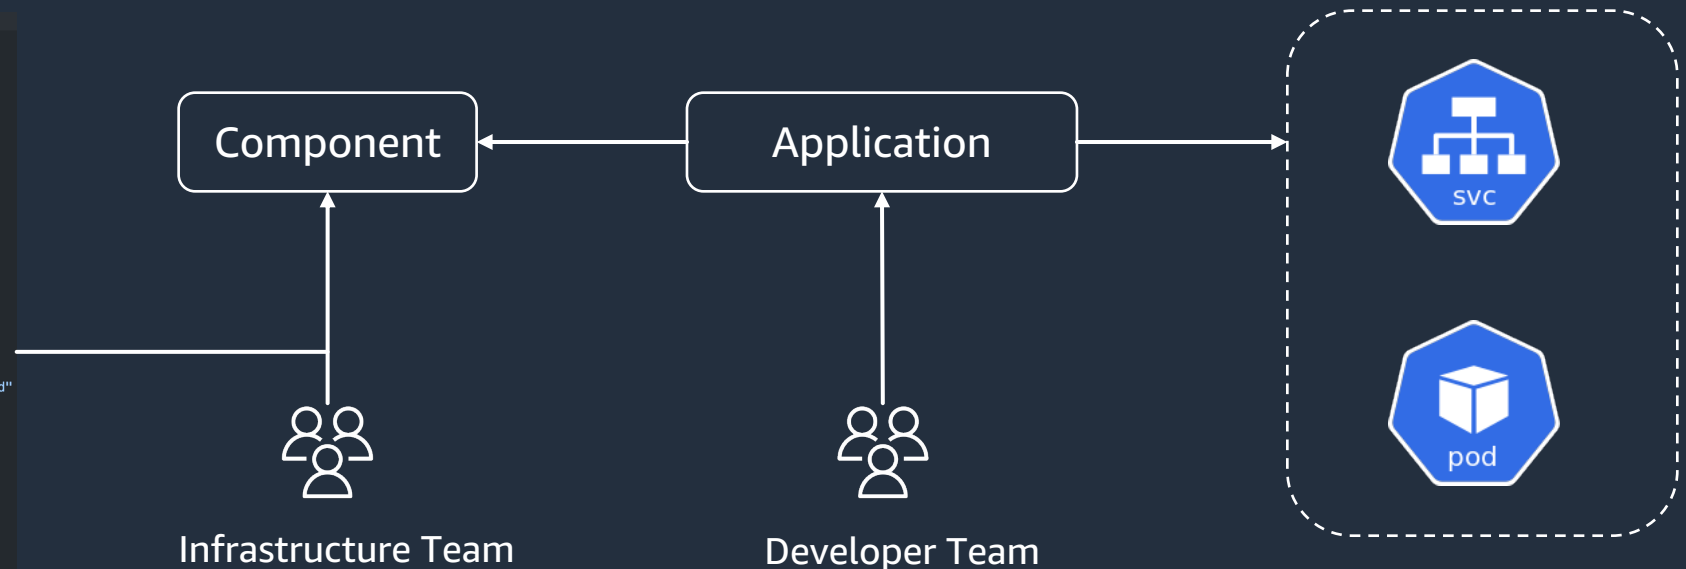 Component
Application
svc
d"
pod
Infrastructure Team
Developer Team